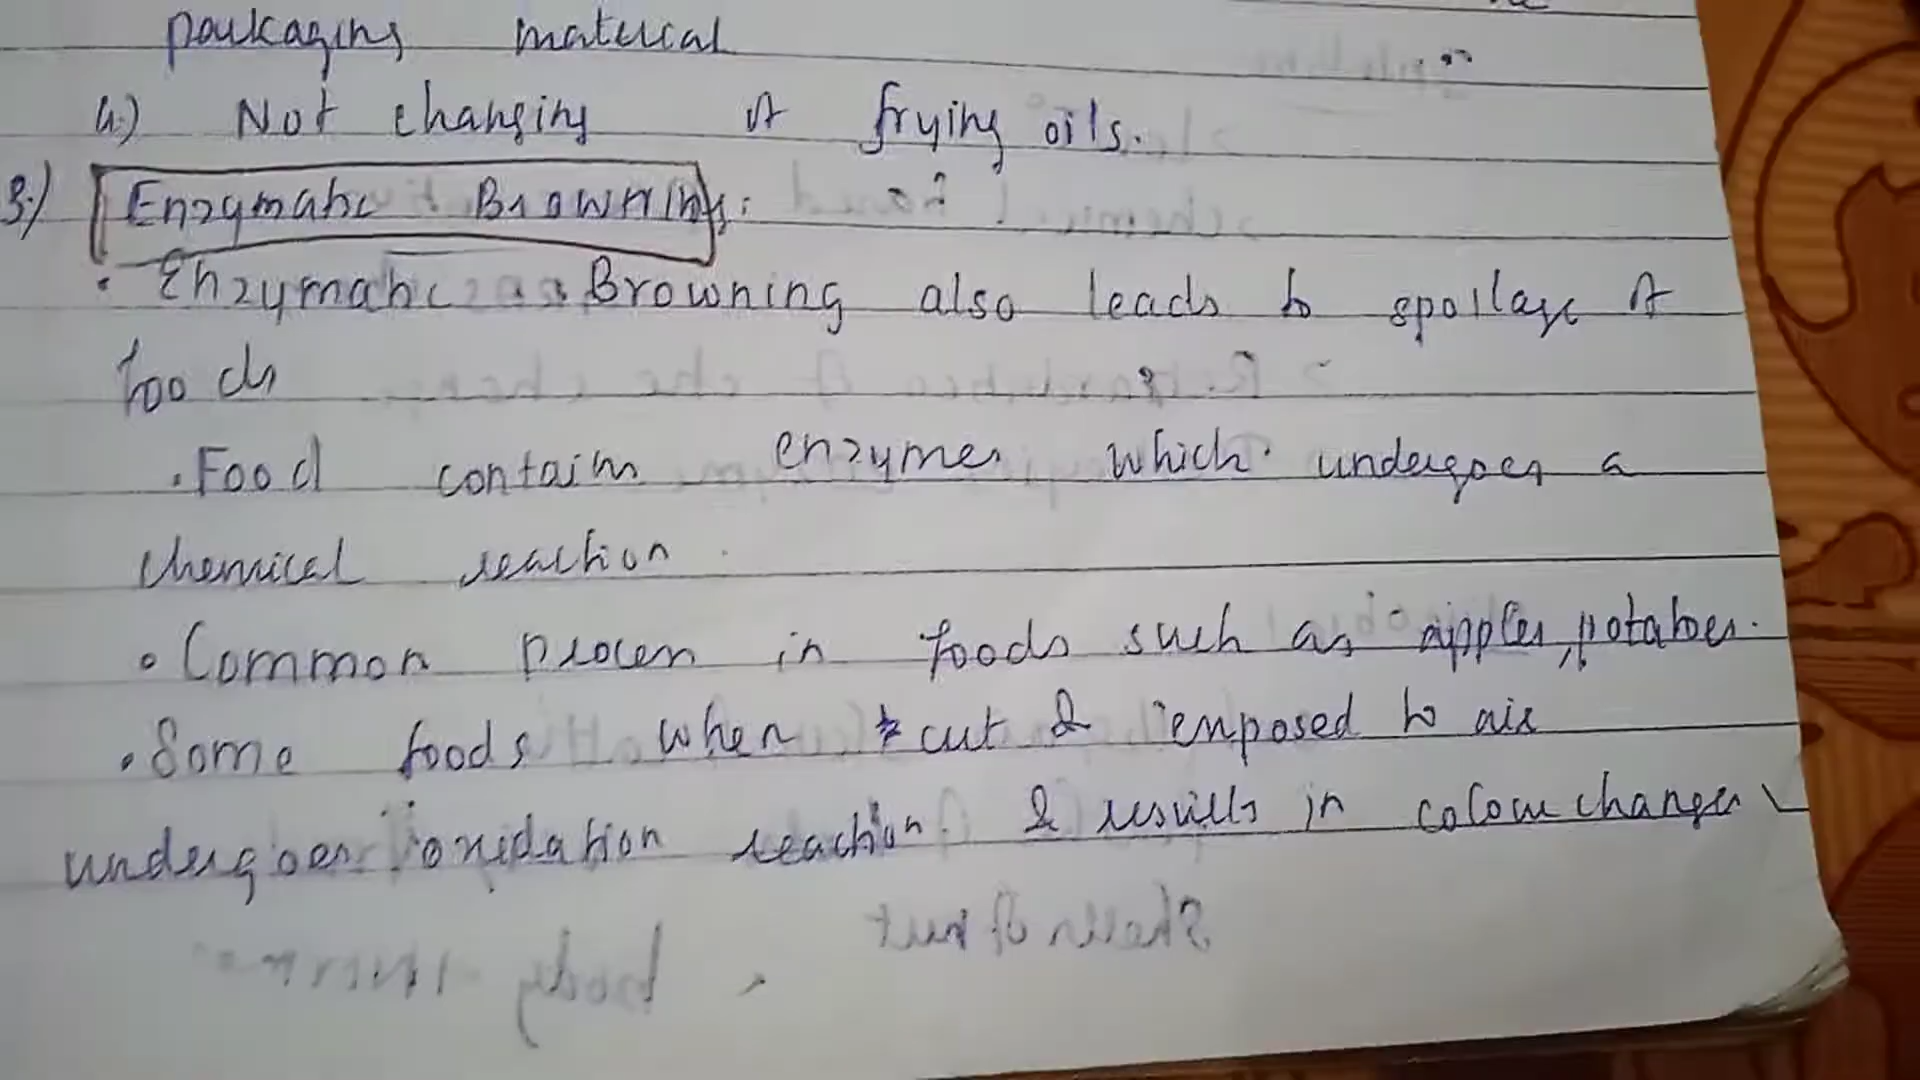 packaging material
4.) Not changing of frying oils.
3.) Enzymatic Browning:
• Enzymatic Browning also leads to spoilage of
foods
• Food contains enzymes which undergoes a
chemical reaction
• Common process in foods such as apples, potatoes.
• Some foods when cut & exposed to air
undergoes oxidation reaction & results in colour changes